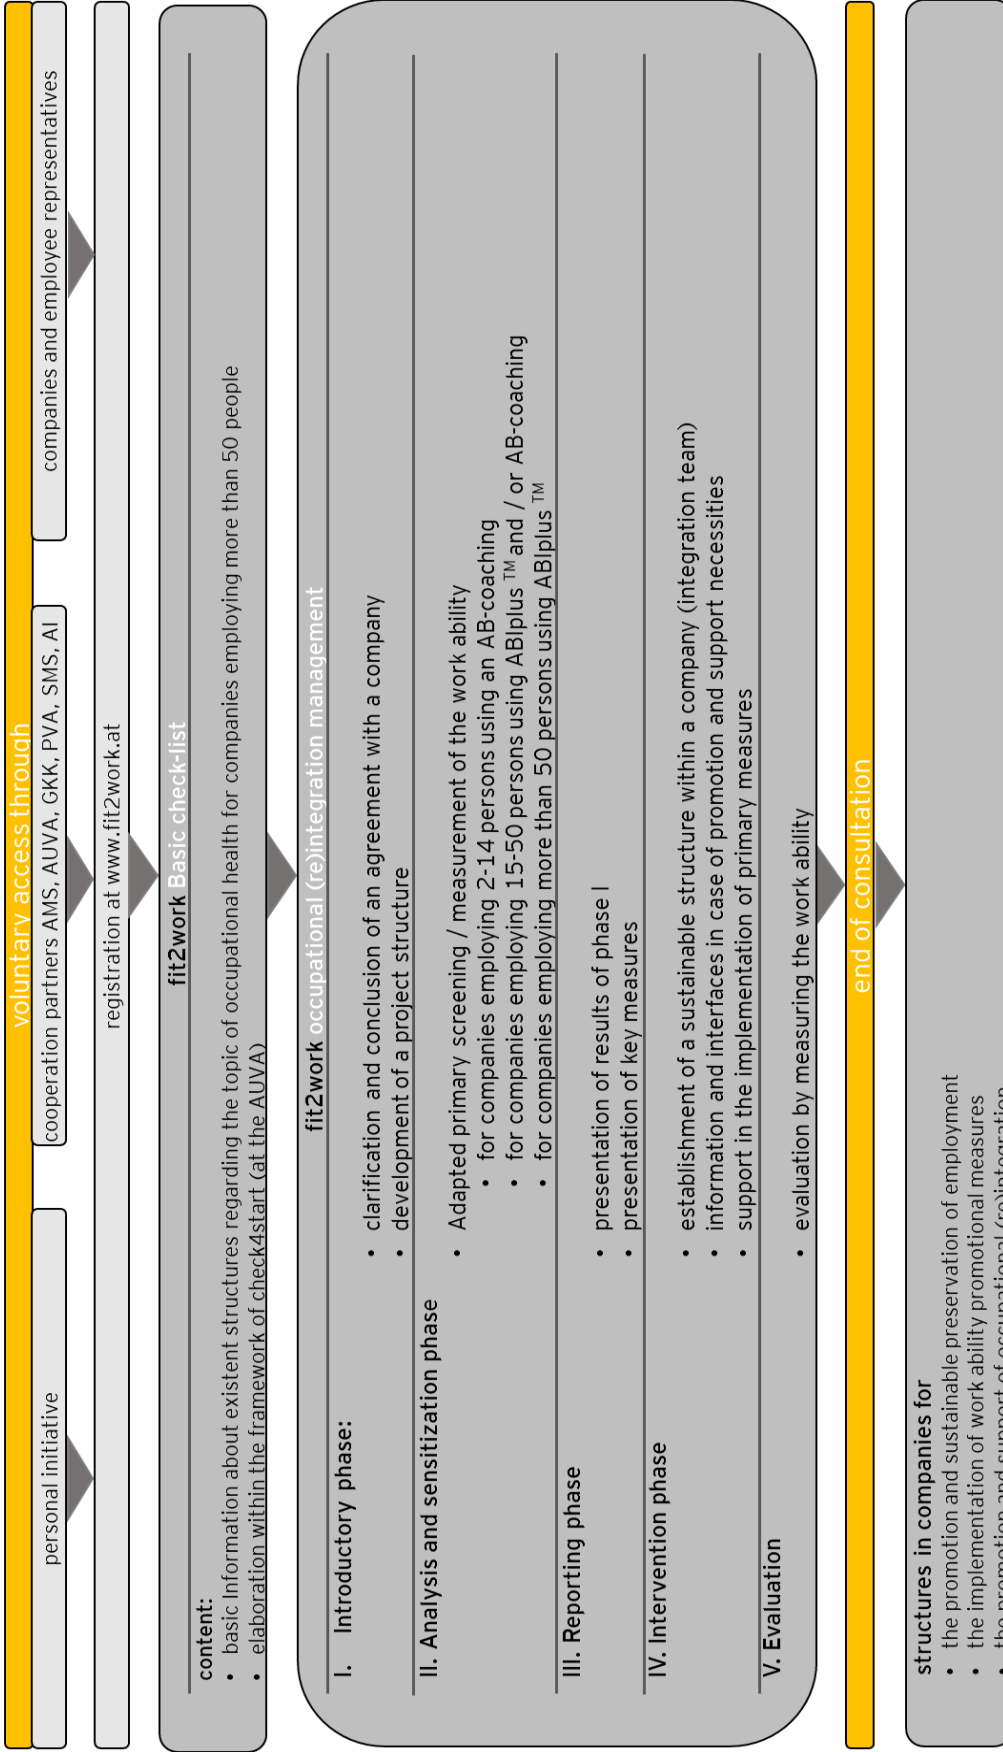 voluntary access through
personal initiative
cooperation partners AMS, AUVA, GKK, PVA, SMS, AI
companies and employee representatives
registration at www.fit2work.at
fit2work Basic check-list
content:
• basic Information about existent structures regarding the topic of occupational health for companies employing more than 50 people
• elaboration within the framework of check4start (at the AUVA)
fit2work occupational (re)integration management
I. Introductory phase:
• clarification and conclusion of an agreement with a company
• development of a project structure
II. Analysis and sensitization phase
• Adapted primary screening / measurement of the work ability
• for companies employing 2-14 persons using an AB-coaching
• for companies employing 15-50 persons using ABIplus ™ and / or AB-coaching
• for companies employing more than 50 persons using ABIplus ™
III. Reporting phase
• presentation of results of phase I
• presentation of key measures
IV. Intervention phase
• establishment of a sustainable structure within a company (integration team)
• information and interfaces in case of promotion and support necessities
• support in the implementation of primary measures
V. Evaluation
• evaluation by measuring the work ability
end of consultation
structures in companies for
• the promotion and sustainable preservation of employment
• the implementation of work ability promotional measures
• the promotion and support of occupational (re)integration